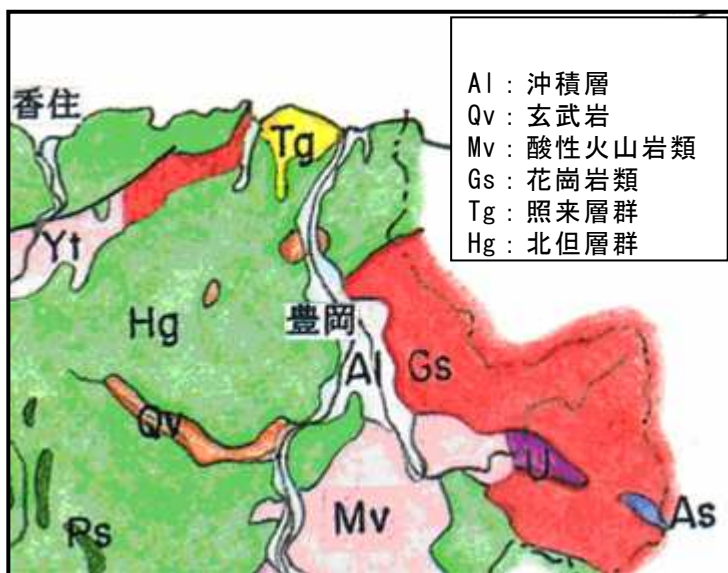 Al：沖積層
Qv：玄武岩
Mv：酸性火山岩類
Gs：花崗岩類
Tg：照来層群
Hg：北但層群
香住
Tg
Yt
Hg
豊岡
Al
Gs
Qv
U
Mv
As
Rs